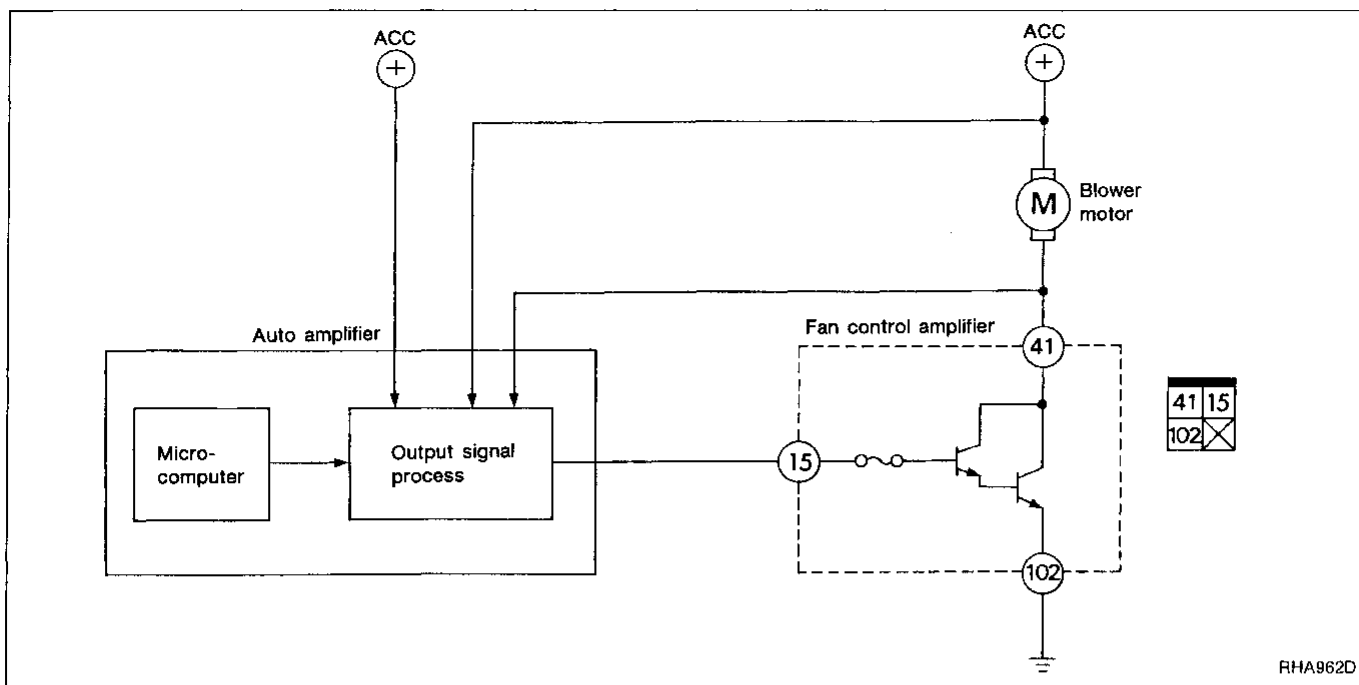 ACC
+
ACC
+
M
Blower
motor
Auto amplifier
Fan control amplifier
41
41 15
102
Micro-
computer
Output signal
process
15
102
RHA962D